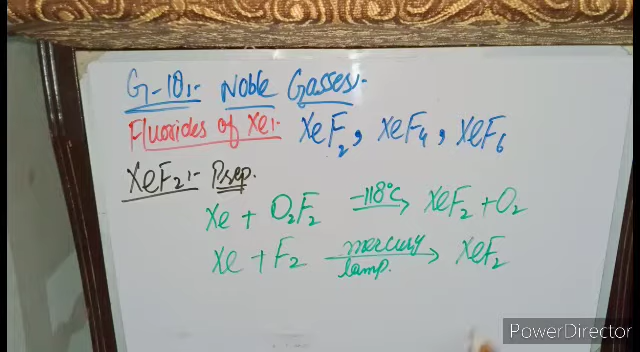 G-18:- Noble Gasses:-
Fluorides of Xe:- XeF2, XeF4, XeF6
XeF2:- Prep.
Xe + O2F2 -118°C → XeF2 + O2
Xe + F2 mercury lamp. → XeF2
PowerDirector